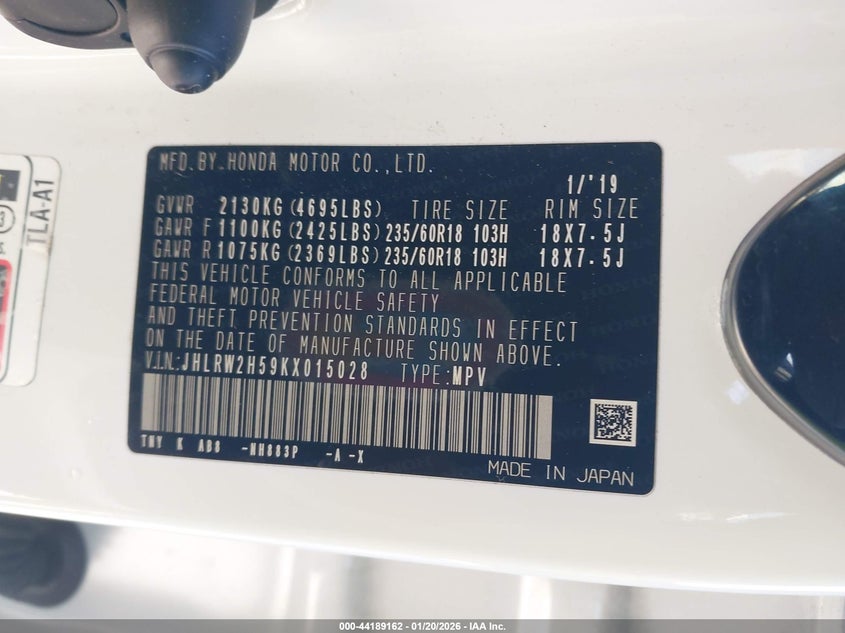 MFD.BY.HONDA MOTOR CO.,LTD.
1/'19
GVWR 2130KG(4695LBS) TIRE SIZE RIM SIZE
GAWR F 1100KG(2425LBS) 235/60R18 103H 18X7.5J
GAWR R 1075KG(2369LBS) 235/60R18 103H 18X7.5J
THIS VEHICLE CONFORMS TO ALL APPLICABLE
FEDERAL MOTOR VEHICLE SAFETY
AND THEFT PREVENTION STANDARDS IN EFFECT
ON THE DATE OF MANUFACTURE SHOWN ABOVE.
V.I.N:JHLRW2H59KX015028 TYPE:MPV
TNY K AD8 -NH883P -A -X
MADE IN JAPAN
TLA-A1
000-44189162 - 01/20/2026 - IAA Inc.